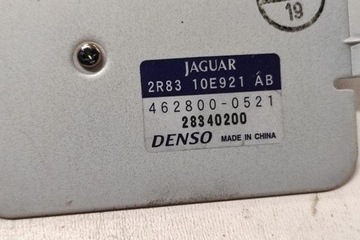 19
JAGUAR
2R83 10E921 AB
462800-0521
28340200
DENSO MADE IN CHINA